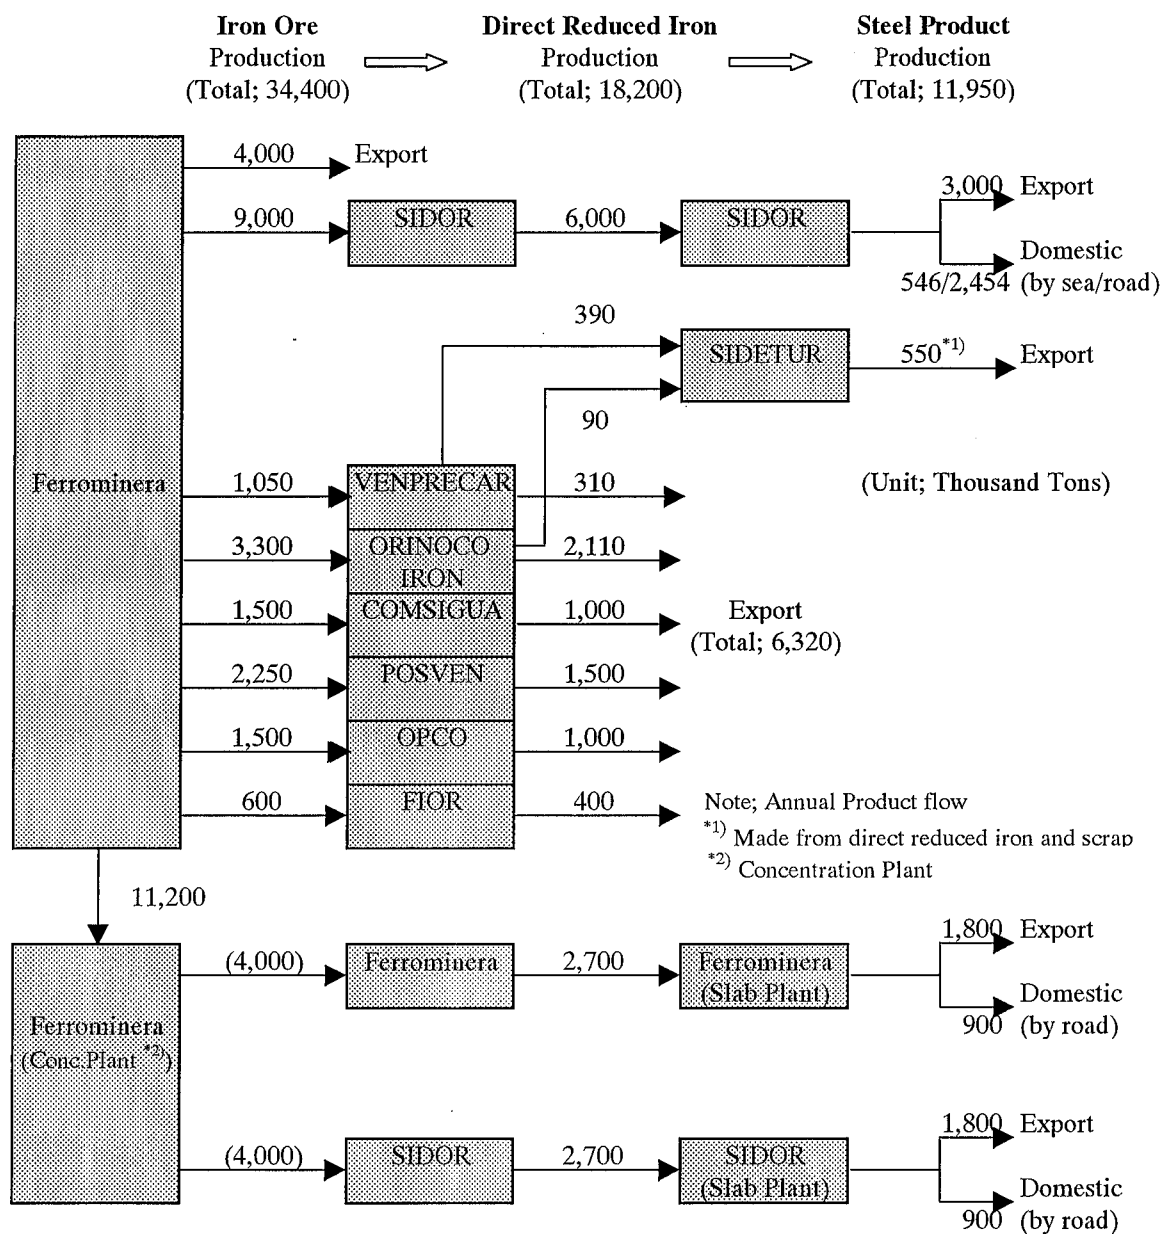 Iron Ore
Production
(Total; 34,400)
Direct Reduced Iron
Production
(Total; 18,200)
Steel Product
Production
(Total; 11,950)
4,000 Export
9,000 SIDOR 6,000 SIDOR
3,000 Export
546/2,454 Domestic
(by sea/road)
390
SIDETUR 550*1) Export
90
Ferrominera
1,050 VENPRECAR 310
(Unit; Thousand Tons)
3,300 ORINOCO
IRON 2,110
1,500 COMSIGUA 1,000
Export
(Total; 6,320)
2,250 POSVEN 1,500
1,500 OPCO 1,000
600 FIOR 400
Note; Annual Product flow
*1) Made from direct reduced iron and scrap
*2) Concentration Plant
11,200
Ferrominera
(Conc.Plant *2))
(4,000) Ferrominera 2,700 Ferrominera
(Slab Plant)
1,800 Export
900 Domestic
(by road)
(4,000) SIDOR 2,700 SIDOR
(Slab Plant)
1,800 Export
900 Domestic
(by road)